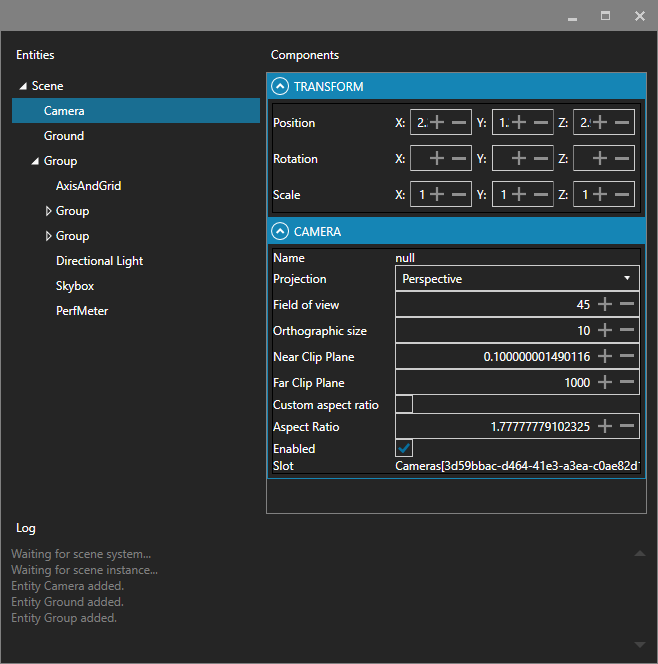 Entities
Components
Scene
Camera
Ground
Group
AxisAndGrid
Group
Group
Directional Light
Skybox
PerfMeter
TRANSFORM
Position X: 2. Y: 1. Z: 2.
Rotation X: Y: Z:
Scale X: 1 Y: 1 Z: 1
CAMERA
Name null
Projection Perspective
Field of view 45
Orthographic size 10
Near Clip Plane 0.100000001490116
Far Clip Plane 1000
Custom aspect ratio
Aspect Ratio 1.77777779102325
Enabled
Slot Cameras[3d59bbac-d464-41e3-a3ea-c0ae82d
Log
Waiting for scene system...
Waiting for scene instance...
Entity Camera added.
Entity Ground added.
Entity Group added.